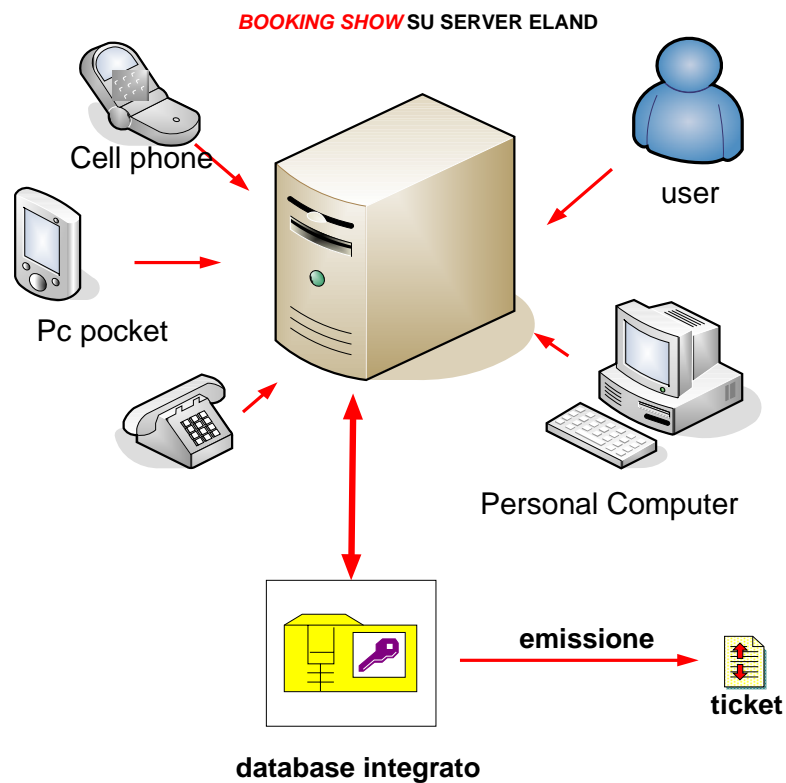 BOOKING SHOW SU SERVER ELAND
Cell phone
user
Pc pocket
Personal Computer
emissione
ticket
database integrato